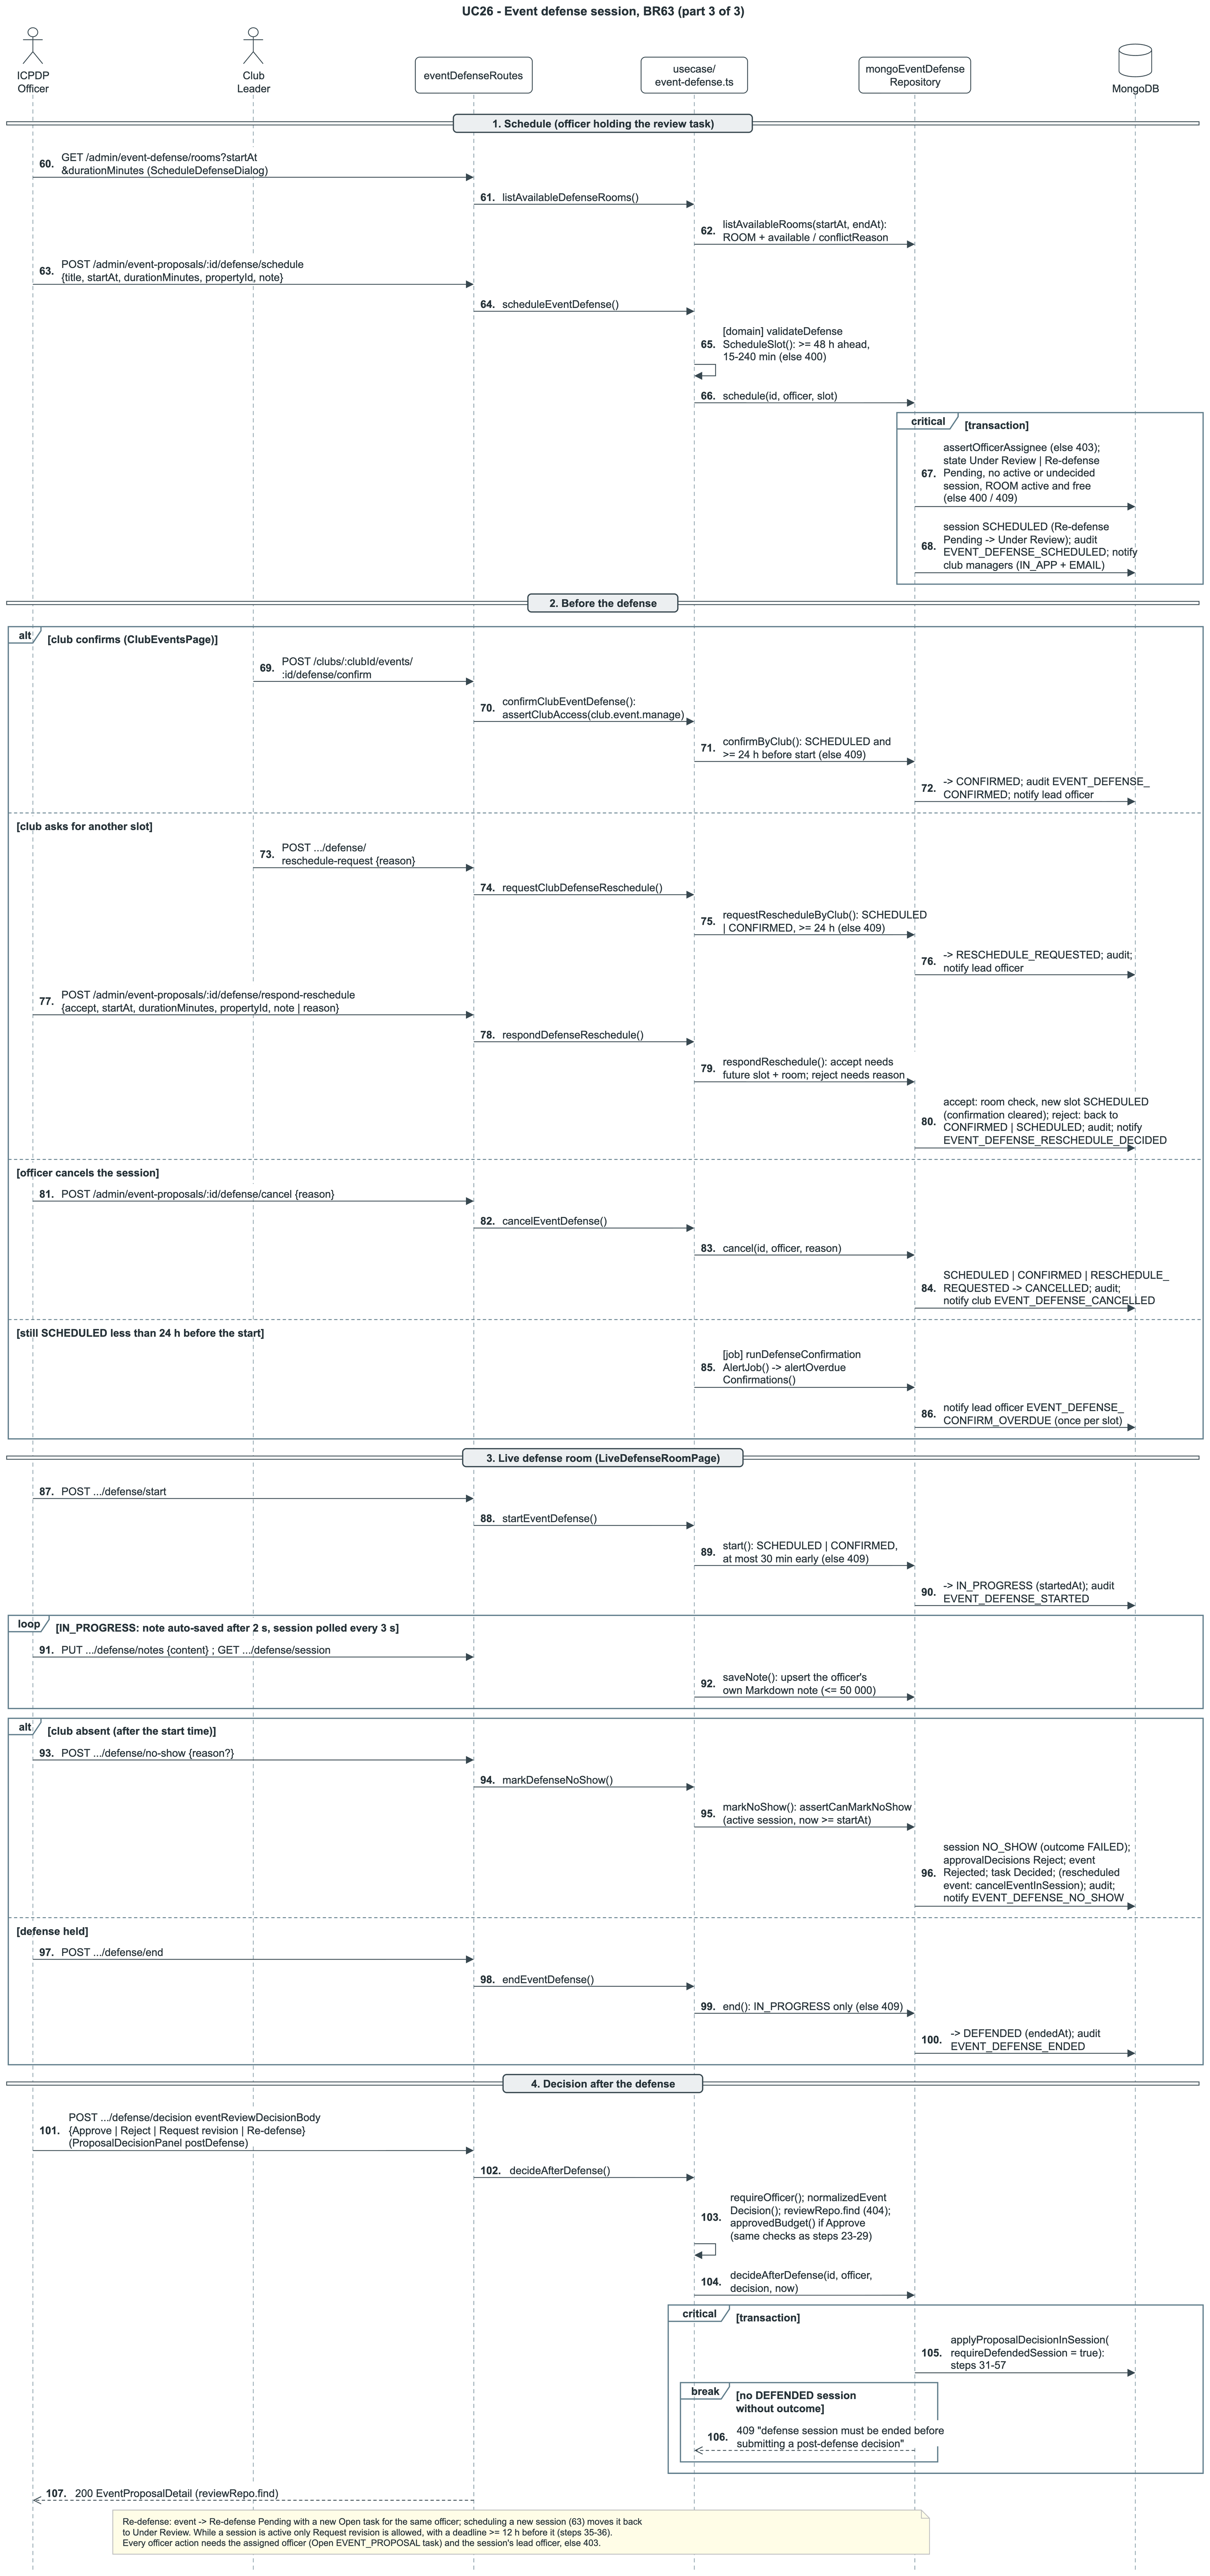 UC26 - Event defense session, BR63 (part 3 of 3)
ICPDP
Officer
Club
Leader
eventDefenseRoutes
usecase/
event-defense.ts
mongoEventDefense
Repository
MongoDB
1. Schedule (officer holding the review task)
60. GET /admin/event-defense/rooms?startAt
&durationMinutes (ScheduleDefenseDialog)
61. listAvailableDefenseRooms()
62. listAvailableRooms(startAt, endAt):
ROOM + available / conflictReason
63. POST /admin/event-proposals/:id/defense/schedule
{title, startAt, durationMinutes, propertyId, note}
64. scheduleEventDefense()
65. [domain] validateDefense
ScheduleSlot(): >= 48 h ahead,
15-240 min (else 400)
66. schedule(id, officer, slot)
critical [transaction]
67. assertOfficerAssignee (else 403);
state Under Review | Re-defense
Pending, no active or undecided
session, ROOM active and free
(else 400 / 409)
68. session SCHEDULED (Re-defense
Pending -> Under Review); audit
EVENT_DEFENSE_SCHEDULED; notify
club managers (IN_APP + EMAIL)
2. Before the defense
alt [club confirms (ClubEventsPage)]
69. POST /clubs/:clubId/events/
:id/defense/confirm
70. confirmClubEventDefense():
assertClubAccess(club.event.manage)
71. confirmByClub(): SCHEDULED and
>= 24 h before start (else 409)
72. -> CONFIRMED; audit EVENT_DEFENSE_
CONFIRMED; notify lead officer
[club asks for another slot]
73. POST .../defense/
reschedule-request {reason}
74. requestClubDefenseReschedule()
75. requestRescheduleByClub(): SCHEDULED
| CONFIRMED, >= 24 h (else 409)
76. -> RESCHEDULE_REQUESTED; audit;
notify lead officer
77. POST /admin/event-proposals/:id/defense/respond-reschedule
{accept, startAt, durationMinutes, propertyId, note | reason}
78. respondDefenseReschedule()
79. respondReschedule(): accept needs
future slot + room; reject needs reason
80. accept: room check, new slot SCHEDULED
(confirmation cleared); reject: back to
CONFIRMED | SCHEDULED; audit; notify
EVENT_DEFENSE_RESCHEDULE_DECIDED
[officer cancels the session]
81. POST /admin/event-proposals/:id/defense/cancel {reason}
82. cancelEventDefense()
83. cancel(id, officer, reason)
84. SCHEDULED | CONFIRMED | RESCHEDULE_
REQUESTED -> CANCELLED; audit;
notify club EVENT_DEFENSE_CANCELLED
[still SCHEDULED less than 24 h before the start]
85. [job] runDefenseConfirmation
AlertJob() -> alertOverdue
Confirmations()
86. notify lead officer EVENT_DEFENSE_
CONFIRM_OVERDUE (once per slot)
3. Live defense room (LiveDefenseRoomPage)
87. POST .../defense/start
88. startEventDefense()
89. start(): SCHEDULED | CONFIRMED,
at most 30 min early (else 409)
90. -> IN_PROGRESS (startedAt); audit
EVENT_DEFENSE_STARTED
loop [IN_PROGRESS: note auto-saved after 2 s, session polled every 3 s]
91. PUT .../defense/notes {content} ; GET .../defense/session
92. saveNote(): upsert the officer's
own Markdown note (<= 50 000)
alt [club absent (after the start time)]
93. POST .../defense/no-show {reason?}
94. markDefenseNoShow()
95. markNoShow(): assertCanMarkNoShow
(active session, now >= startAt)
96. session NO_SHOW (outcome FAILED);
approvalDecisions Reject; event
Rejected; task Decided; (rescheduled
event: cancelEventInSession); audit;
notify EVENT_DEFENSE_NO_SHOW
[defense held]
97. POST .../defense/end
98. endEventDefense()
99. end(): IN_PROGRESS only (else 409)
100. -> DEFENDED (endedAt); audit
EVENT_DEFENSE_ENDED
4. Decision after the defense
101. POST .../defense/decision eventReviewDecisionBody
{Approve | Reject | Request revision | Re-defense}
(ProposalDecisionPanel postDefense)
102. decideAfterDefense()
103. requireOfficer(); normalizedEvent
Decision(); reviewRepo.find (404);
approvedBudget() if Approve
(same checks as steps 23-29)
104. decideAfterDefense(id, officer,
decision, now)
critical [transaction]
105. applyProposalDecisionInSession(
requireDefendedSession = true):
steps 31-57
break [no DEFENDED session
without outcome]
106. 409 "defense session must be ended before
submitting a post-defense decision"
107. 200 EventProposalDetail (reviewRepo.find)
Re-defense: event -> Re-defense Pending with a new Open task for the same officer; scheduling a new session (63) moves it back
to Under Review. While a session is active only Request revision is allowed, with a deadline >= 12 h before it (steps 35-36).
Every officer action needs the assigned officer (Open EVENT_PROPOSAL task) and the session's lead officer, else 403.